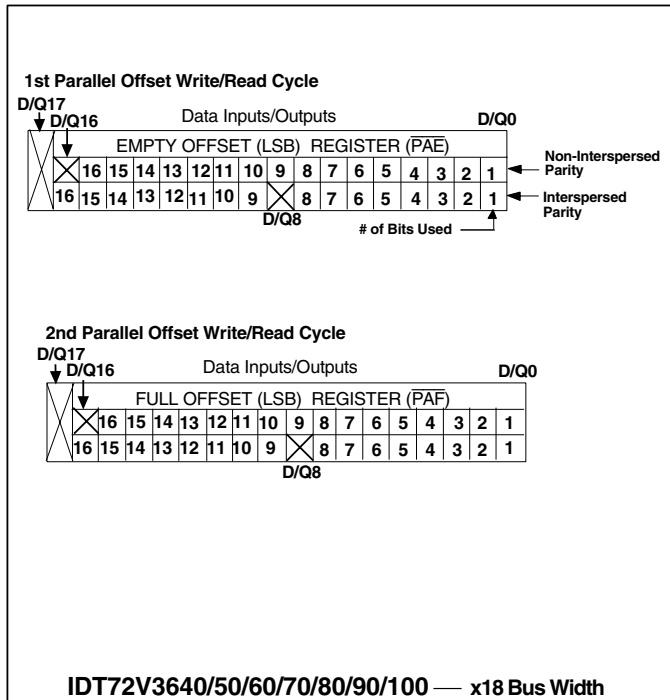 1st Parallel Offset Write/Read Cycle
D/Q17
D/Q16
Data Inputs/Outputs
D/Q0
EMPTY OFFSET (LSB) REGISTER (PAE)
16 15 14 13 12 11 10 9 8 7 6 5 4 3 2 1
Non-Interspersed
Parity
16 15 14 13 12 11 10 9 8 7 6 5 4 3 2 1
Interspersed
Parity
D/Q8
# of Bits Used
2nd Parallel Offset Write/Read Cycle
D/Q17
D/Q16
Data Inputs/Outputs
D/Q0
FULL OFFSET (LSB) REGISTER (PAF)
16 15 14 13 12 11 10 9 8 7 6 5 4 3 2 1
16 15 14 13 12 11 10 9 8 7 6 5 4 3 2 1
D/Q8
IDT72V3640/50/60/70/80/90/100 — x18 Bus Width